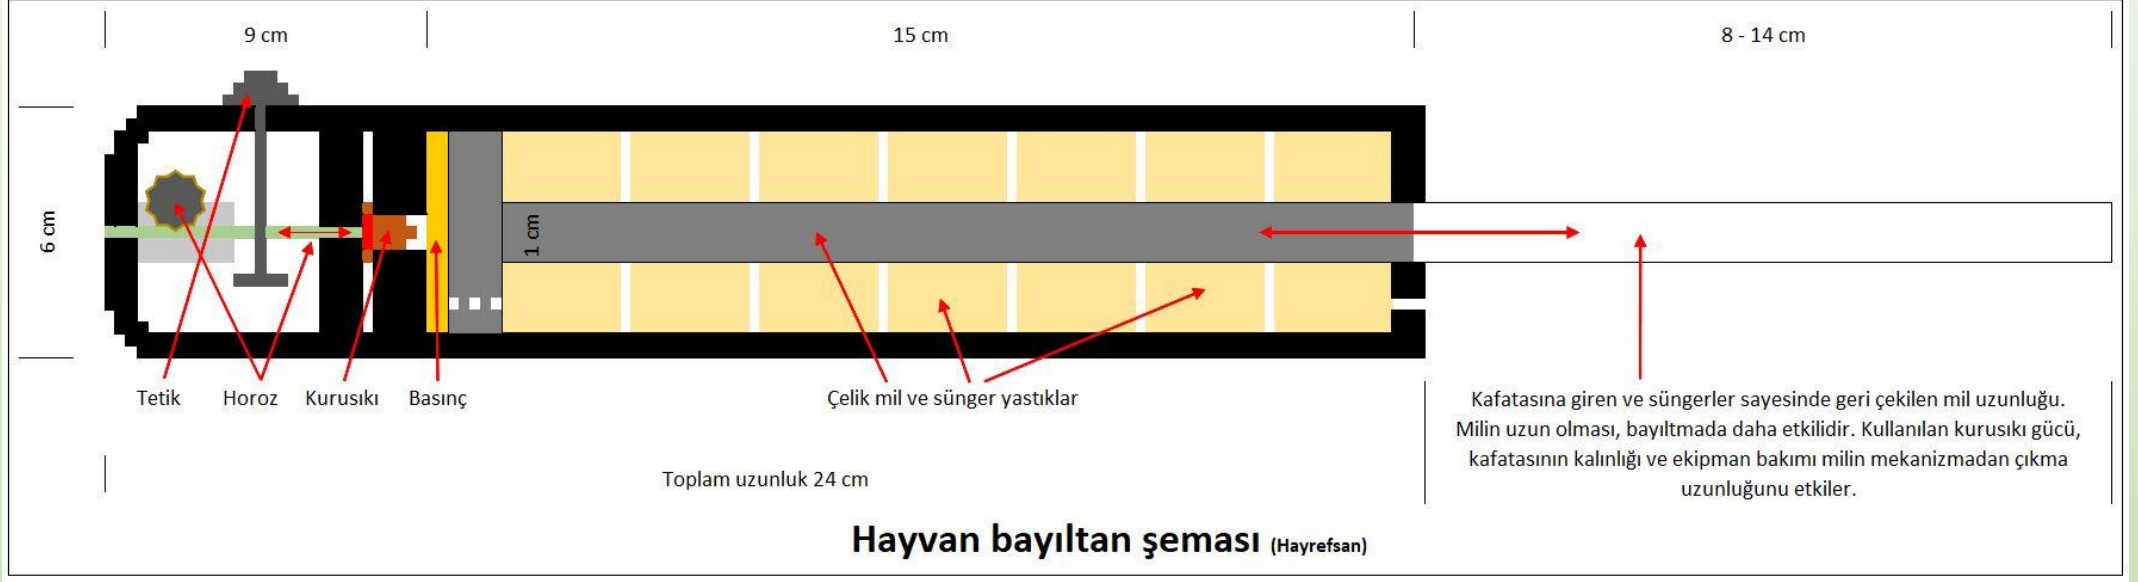 9 cm
15 cm
8 - 14 cm
6 cm
1 cm
Tetik
Horoz
Kurusıkı
Basınç
Çelik mil ve sünger yastıklar
Kafatasına giren ve süngerler sayesinde geri çekilen mil uzunluğu.
Milin uzun olması, bayıltmada daha etkilidir. Kullanılan kurusıkı gücü,
kafatasının kalınlığı ve ekipman bakımı milin mekanizmadan çıkma
uzunluğunu etkiler.
Toplam uzunluk 24 cm
Hayvan bayıltan şeması (Hayrefsan)